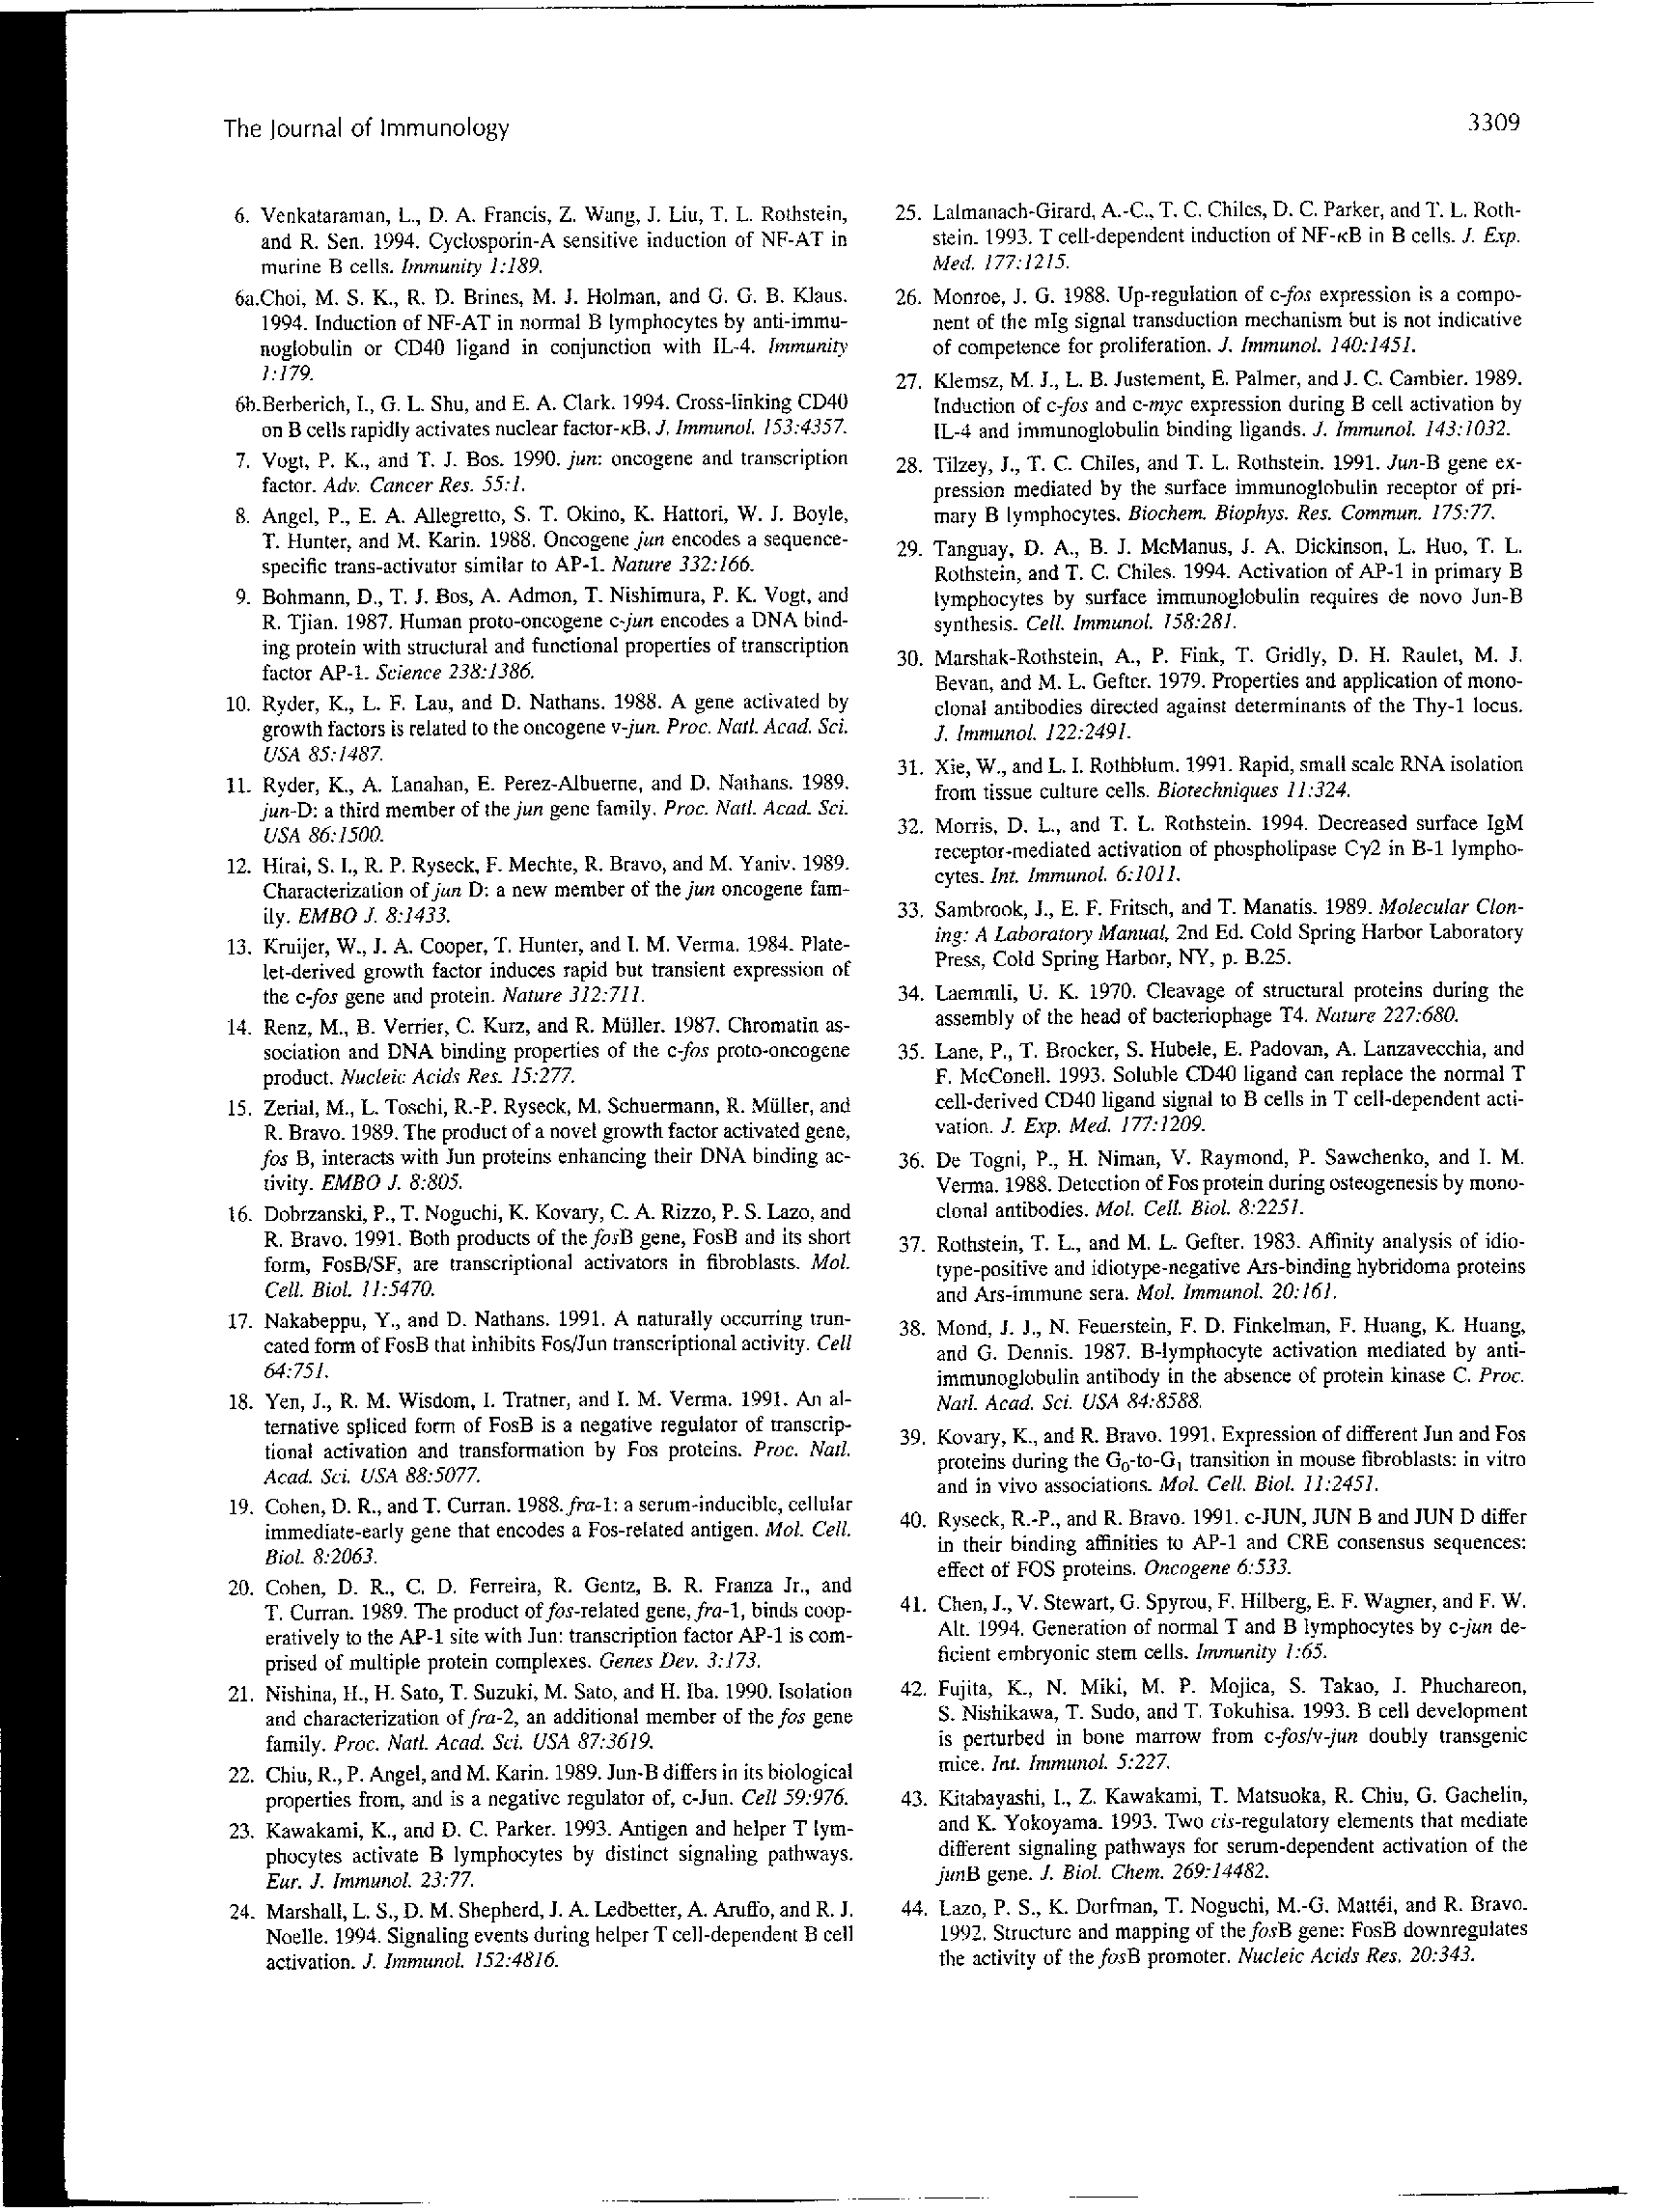 The Journal of Immunology
3309
6. Venkataraman, L., D. A. Francis, Z. Wang, J. Liu, T. L. Rothstein,
and R. Sen. 1994. Cyclosporin-A sensitive induction of NF-AT in
murine B cells. Immunity 1:189.
6a.Choi, M. S. K., R. D. Brines, M. J. Holman, and G. G. B. Klaus.
1994. Induction of NF-AT in normal B lymphocytes by anti-immu-
noglobulin or CD40 ligand in conjunction with IL-4. Immunity
1:179.
6b.Berberich, I., G. L. Shu, and E. A. Clark. 1994. Cross-linking CD40
on B cells rapidly activates nuclear factor-κB. J. Immunol. 153:4357.
7. Vogt, P. K., and T. J. Bos. 1990. jun: oncogene and transcription
factor. Adv. Cancer Res. 55:1.
8. Angel, P., E. A. Allegretto, S. T. Okino, K. Hattori, W. J. Boyle,
T. Hunter, and M. Karin. 1988. Oncogene jun encodes a sequence-
specific trans-activator similar to AP-1. Nature 332:166.
9. Bohmann, D., T. J. Bos, A. Admon, T. Nishimura, P. K. Vogt, and
R. Tjian. 1987. Human proto-oncogene c-jun encodes a DNA bind-
ing protein with structural and functional properties of transcription
factor AP-1. Science 238:1386.
10. Ryder, K., L. F. Lau, and D. Nathans. 1988. A gene activated by
growth factors is related to the oncogene v-jun. Proc. Natl. Acad. Sci.
USA 85:1487.
11. Ryder, K., A. Lanahan, E. Perez-Albuerne, and D. Nathans. 1989.
jun-D: a third member of the jun gene family. Proc. Natl. Acad. Sci.
USA 86:1500.
12. Hirai, S. I., R. P. Ryseck, F. Mechte, R. Bravo, and M. Yaniv. 1989.
Characterization of jun D: a new member of the jun oncogene fam-
ily. EMBO J. 8:1433.
13. Kruijer, W., J. A. Cooper, T. Hunter, and I. M. Verma. 1984. Plate-
let-derived growth factor induces rapid but transient expression of
the c-fos gene and protein. Nature 312:711.
14. Renz, M., B. Verrier, C. Kurz, and R. Müller. 1987. Chromatin as-
sociation and DNA binding properties of the c-fos proto-oncogene
product. Nucleic Acids Res. 15:277.
15. Zerial, M., L. Toschi, R.-P. Ryseck, M. Schuermann, R. Müller, and
R. Bravo. 1989. The product of a novel growth factor activated gene,
fos B, interacts with Jun proteins enhancing their DNA binding ac-
tivity. EMBO J. 8:805.
16. Dobrzanski, P., T. Noguchi, K. Kovary, C. A. Rizzo, P. S. Lazo, and
R. Bravo. 1991. Both products of the fosB gene, FosB and its short
form, FosB/SF, are transcriptional activators in fibroblasts. Mol.
Cell. Biol. 11:5470.
17. Nakabeppu, Y., and D. Nathans. 1991. A naturally occurring trun-
cated form of FosB that inhibits Fos/Jun transcriptional activity. Cell
64:751.
18. Yen, J., R. M. Wisdom, I. Tratner, and I. M. Verma. 1991. An al-
ternative spliced form of FosB is a negative regulator of transcrip-
tional activation and transformation by Fos proteins. Proc. Natl.
Acad. Sci. USA 88:5077.
19. Cohen, D. R., and T. Curran. 1988. fra-1: a serum-inducible, cellular
immediate-early gene that encodes a Fos-related antigen. Mol. Cell.
Biol. 8:2063.
20. Cohen, D. R., C. D. Ferreira, R. Gentz, B. R. Franza Jr., and
T. Curran. 1989. The product of fos-related gene, fra-1, binds coop-
eratively to the AP-1 site with Jun: transcription factor AP-1 is com-
prised of multiple protein complexes. Genes Dev. 3:173.
21. Nishina, H., H. Sato, T. Suzuki, M. Sato, and H. Iba. 1990. Isolation
and characterization of fra-2, an additional member of the fos gene
family. Proc. Natl. Acad. Sci. USA 87:3619.
22. Chiu, R., P. Angel, and M. Karin. 1989. Jun-B differs in its biological
properties from, and is a negative regulator of, c-Jun. Cell 59:976.
23. Kawakami, K., and D. C. Parker. 1993. Antigen and helper T lym-
phocytes activate B lymphocytes by distinct signaling pathways.
Eur. J. Immunol. 23:77.
24. Marshall, L. S., D. M. Shepherd, J. A. Ledbetter, A. Aruffo, and R. J.
Noelle. 1994. Signaling events during helper T cell-dependent B cell
activation. J. Immunol. 152:4816.
25. Lalmanach-Girard, A.-C., T. C. Chiles, D. C. Parker, and T. L. Roth-
stein. 1993. T cell-dependent induction of NF-κB in B cells. J. Exp.
Med. 177:1215.
26. Monroe, J. G. 1988. Up-regulation of c-fos expression is a compo-
nent of the mIg signal transduction mechanism but is not indicative
of competence for proliferation. J. Immunol. 140:1451.
27. Klemsz, M. J., L. B. Justement, E. Palmer, and J. C. Cambier. 1989.
Induction of c-fos and c-myc expression during B cell activation by
IL-4 and immunoglobulin binding ligands. J. Immunol. 143:1032.
28. Tilzey, J., T. C. Chiles, and T. L. Rothstein. 1991. Jun-B gene ex-
pression mediated by the surface immunoglobulin receptor of pri-
mary B lymphocytes. Biochem. Biophys. Res. Commun. 175:77.
29. Tanguay, D. A., B. J. McManus, J. A. Dickinson, L. Huo, T. L.
Rothstein, and T. C. Chiles. 1994. Activation of AP-1 in primary B
lymphocytes by surface immunoglobulin requires de novo Jun-B
synthesis. Cell. Immunol. 158:281.
30. Marshak-Rothstein, A., P. Fink, T. Gridly, D. H. Raulet, M. J.
Bevan, and M. L. Gefter. 1979. Properties and application of mono-
clonal antibodies directed against determinants of the Thy-1 locus.
J. Immunol. 122:2491.
31. Xie, W., and L. I. Rothblum. 1991. Rapid, small scale RNA isolation
from tissue culture cells. Biotechniques 11:324.
32. Morris, D. L., and T. L. Rothstein. 1994. Decreased surface IgM
receptor-mediated activation of phospholipase Cγ2 in B-1 lympho-
cytes. Int. Immunol. 6:1011.
33. Sambrook, J., E. F. Fritsch, and T. Manatis. 1989. Molecular Clon-
ing: A Laboratory Manual, 2nd Ed. Cold Spring Harbor Laboratory
Press, Cold Spring Harbor, NY, p. B.25.
34. Laemmli, U. K. 1970. Cleavage of structural proteins during the
assembly of the head of bacteriophage T4. Nature 227:680.
35. Lane, P., T. Brocker, S. Hubele, E. Padovan, A. Lanzavecchia, and
F. McConell. 1993. Soluble CD40 ligand can replace the normal T
cell-derived CD40 ligand signal to B cells in T cell-dependent acti-
vation. J. Exp. Med. 177:1209.
36. De Togni, P., H. Niman, V. Raymond, P. Sawchenko, and I. M.
Verma. 1988. Detection of Fos protein during osteogenesis by mono-
clonal antibodies. Mol. Cell. Biol. 8:2251.
37. Rothstein, T. L., and M. L. Gefter. 1983. Affinity analysis of idio-
type-positive and idiotype-negative Ars-binding hybridoma proteins
and Ars-immune sera. Mol. Immunol. 20:161.
38. Mond, J. J., N. Feuerstein, F. D. Finkelman, F. Huang, K. Huang,
and G. Dennis. 1987. B-lymphocyte activation mediated by anti-
immunoglobulin antibody in the absence of protein kinase C. Proc.
Natl. Acad. Sci. USA 84:8588.
39. Kovary, K., and R. Bravo. 1991. Expression of different Jun and Fos
proteins during the G₀-to-G₁ transition in mouse fibroblasts: in vitro
and in vivo associations. Mol. Cell. Biol. 11:2451.
40. Ryseck, R.-P., and R. Bravo. 1991. c-JUN, JUN B and JUN D differ
in their binding affinities to AP-1 and CRE consensus sequences:
effect of FOS proteins. Oncogene 6:533.
41. Chen, J., V. Stewart, G. Spyrou, F. Hilberg, E. F. Wagner, and F. W.
Alt. 1994. Generation of normal T and B lymphocytes by c-jun de-
ficient embryonic stem cells. Immunity 1:65.
42. Fujita, K., N. Miki, M. P. Mojica, S. Takao, J. Phuchareon,
S. Nishikawa, T. Sudo, and T. Tokuhisa. 1993. B cell development
is perturbed in bone marrow from c-fos/v-jun doubly transgenic
mice. Int. Immunol. 5:227.
43. Kitabayashi, I., Z. Kawakami, T. Matsuoka, R. Chiu, G. Gachelin,
and K. Yokoyama. 1993. Two cis-regulatory elements that mediate
different signaling pathways for serum-dependent activation of the
junB gene. J. Biol. Chem. 269:14482.
44. Lazo, P. S., K. Dorfman, T. Noguchi, M.-G. Mattéi, and R. Bravo.
1992. Structure and mapping of the fosB gene: FosB downregulates
the activity of the fosB promoter. Nucleic Acids Res. 20:343.